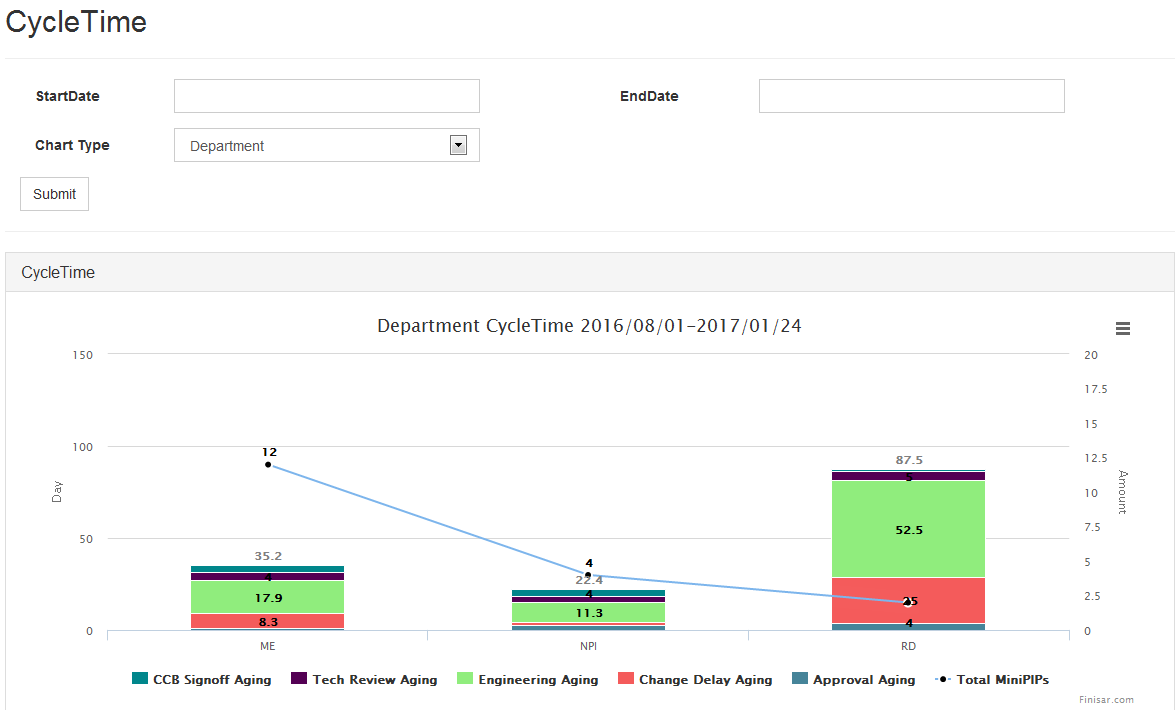 CycleTime
StartDate
EndDate
Chart Type
Department
Submit
CycleTime
Department CycleTime 2016/08/01-2017/01/24
150
100
50
0
Day
20
17.5
15
12.5
10
7.5
5
2.5
0
Amount
12
35.2
4
17.9
8.3
4
22.4
4
11.3
87.5
5
52.5
25
4
ME
NPI
RD
CCB Signoff Aging
Tech Review Aging
Engineering Aging
Change Delay Aging
Approval Aging
Total MiniPIPs
Finisar.com